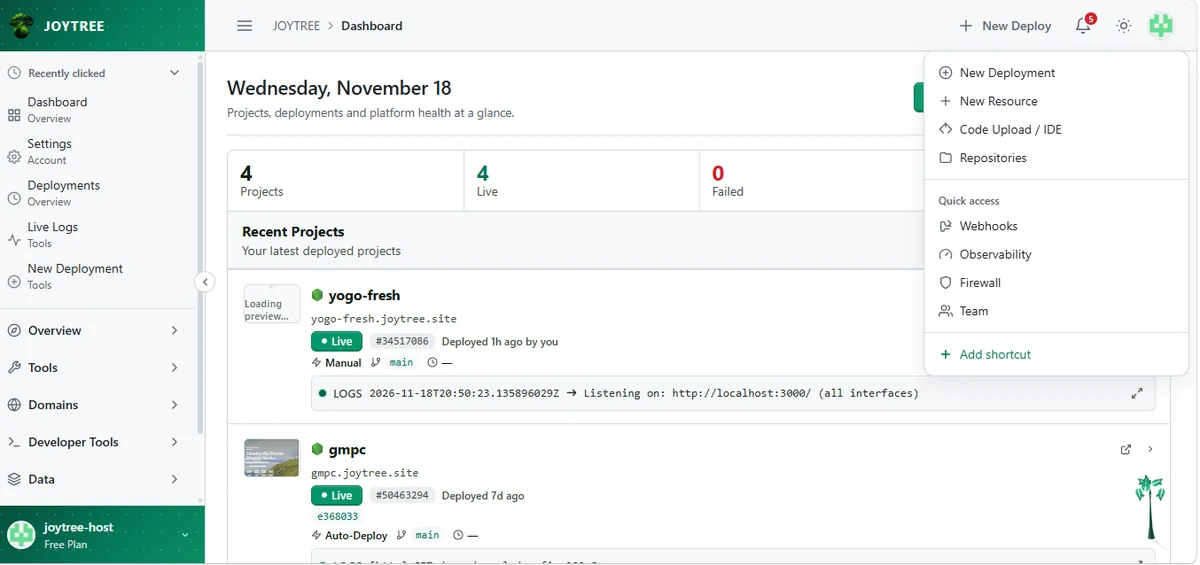 JOYTREE
JOYTREE > Dashboard
New Deploy
5
Recently clicked
Dashboard
Overview
Settings
Account
Deployments
Overview
Live Logs
Tools
New Deployment
Tools
Overview
Tools
Domains
Developer Tools
Data
joytree-host
Free Plan
Wednesday, November 18
Projects, deployments and platform health at a glance.
4
Projects
4
Live
0
Failed
Recent Projects
Your latest deployed projects
Loading preview...
yogo-fresh
yogo-fresh.joytree.site
Live #34517086 Deployed 1h ago by you
Manual main —
LOGS 2026-11-18T20:50:23.135896029Z → Listening on: http://localhost:3000/ (all interfaces)
gmpc
gmpc.joytree.site
Live #50463294 Deployed 7d ago
e368033
Auto-Deploy main —
New Deployment
New Resource
Code Upload / IDE
Repositories
Quick access
Webhooks
Observability
Firewall
Team
+ Add shortcut